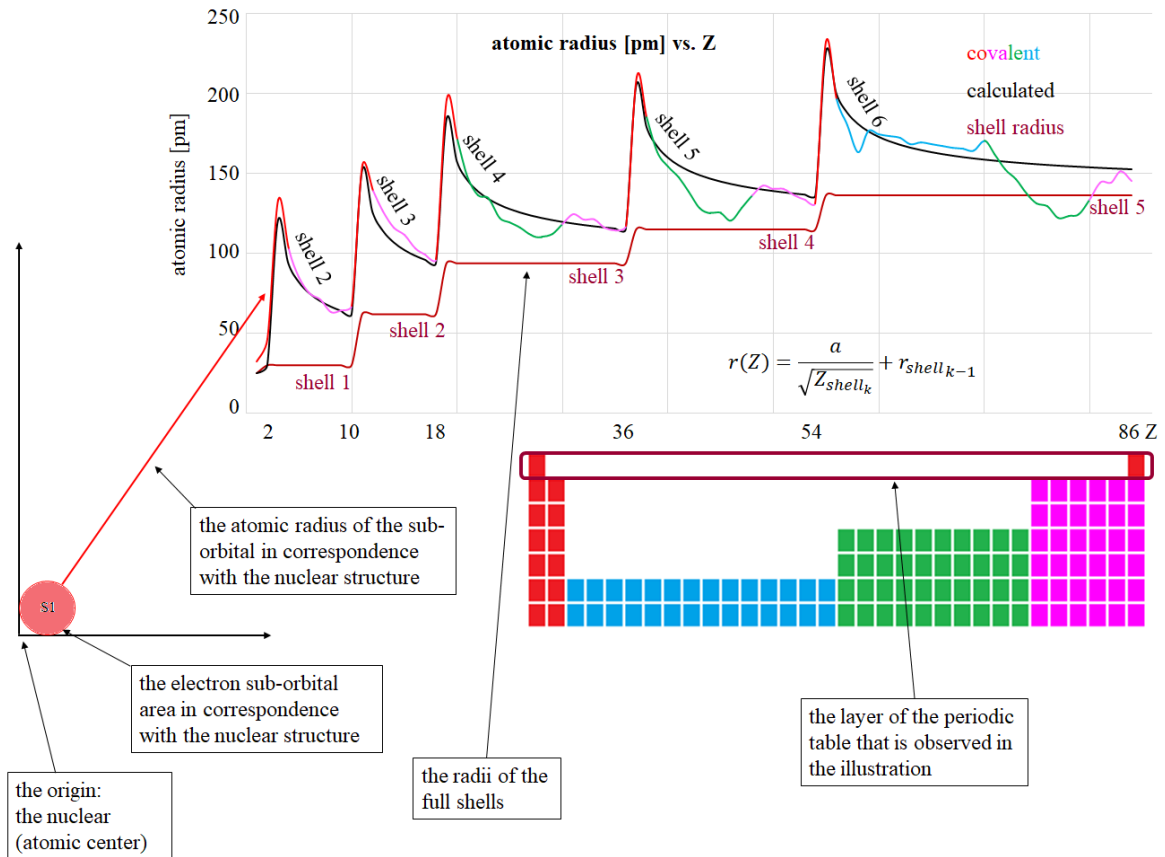 atomic radius [pm] vs. Z
atomic radius [pm]
250
200
150
100
50
0
2
10
18
36
54
86 Z
covalent
calculated
shell radius
shell 2
shell 3
shell 4
shell 5
shell 6
shell 1
shell 2
shell 3
shell 4
shell 5
r(Z) = a / √Z_shell_k + r_shell_k−1
S1
the atomic radius of the sub-
orbital in correspondence
with the nuclear structure
the electron sub-orbital
area in correspondence
with the nuclear structure
the origin:
the nuclear
(atomic center)
the radii of the
full shells
the layer of the periodic
table that is observed in
the illustration